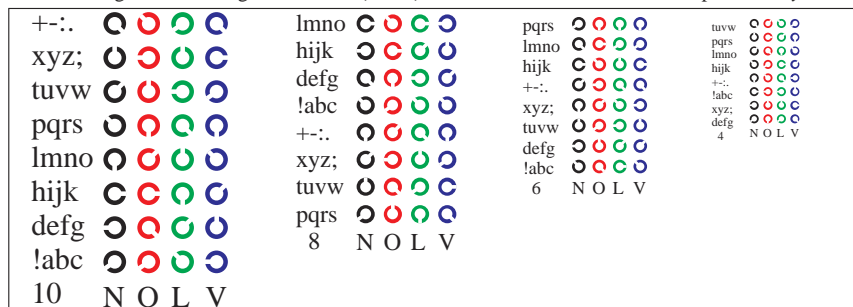 +-:.
xyz;
tuvw
pqrs
lmno
hijk
defg
!abc
10 N O L V
lmno
hijk
defg
!abc
+-:.
xyz;
tuvw
pqrs
8 N O L V
pqrs
lmno
hijk
+-:.
xyz;
tuvw
defg
!abc
6 N O L V
tuvw
pqrs
lmno
hijk
+-:.
!abc
xyz;
defg
4 N O L V